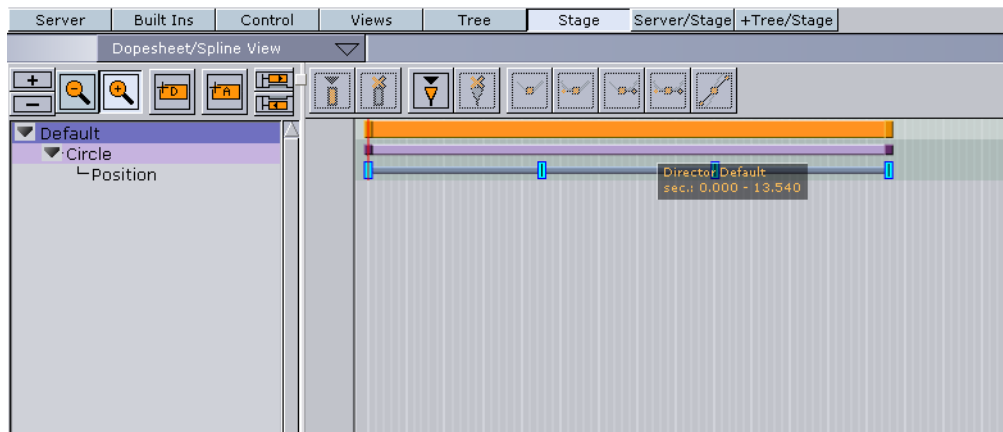 Server Built Ins Control Views Tree Stage Server/Stage +Tree/Stage
Dopesheet/Spline View
+
−
D A
Default
Circle
Position
Director Default
sec.: 0.000 - 13.540